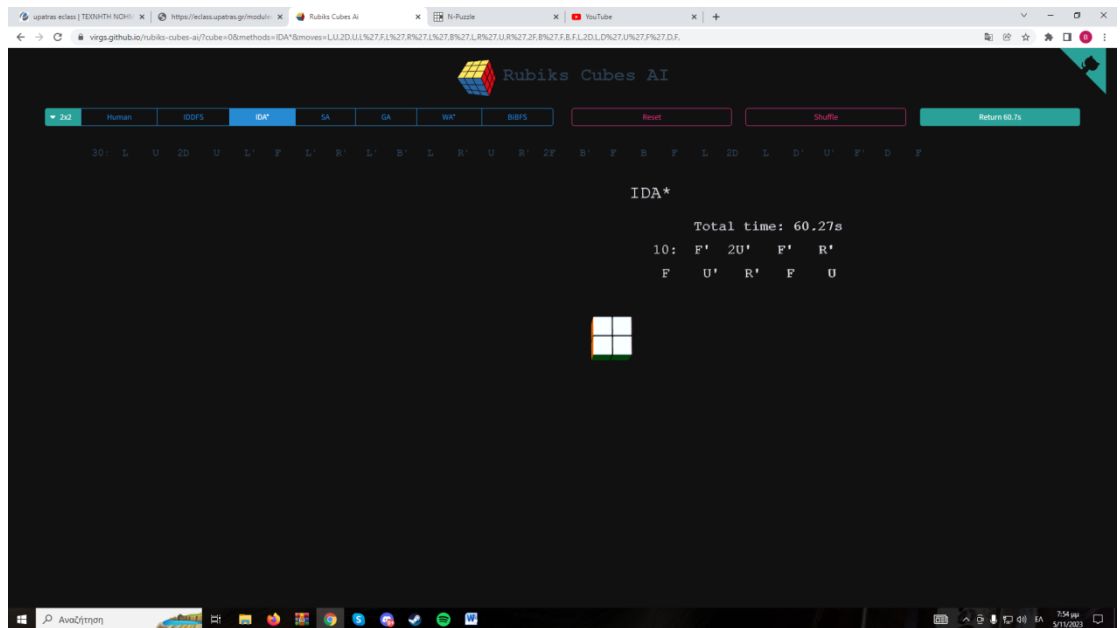 upatras eclass | ΤΕΧΝΗΤΗ ΝΟΗΜ
https://eclass.upatras.gr/module
Rubiks Cubes Ai
N-Puzzle
YouTube
virgs.github.io/rubiks-cubes-ai/?cube=0&methods=IDA*&moves=L,U,2D,U,L%27,F,L%27,R%27,L%27,B%27,L,R%27,U,R%27,2F,B%27,F,B,F,L,2D,L,D%27,U%27,F%27,D,F,
Rubiks Cubes AI
2x2 Human IDDFS IDA* SA GA WA* BiBFS Reset Shuffle Return 60.7s
30: L U 2D U L' F L' R' L' B' L R' U R' 2F B' F B F L 2D L D' U' F' D F
IDA*
Total time: 60.27s
10: F' 2U' F' R'
F U' R' F U
Αναζήτηση
ΕΛ
7:54 μμ
5/11/2023